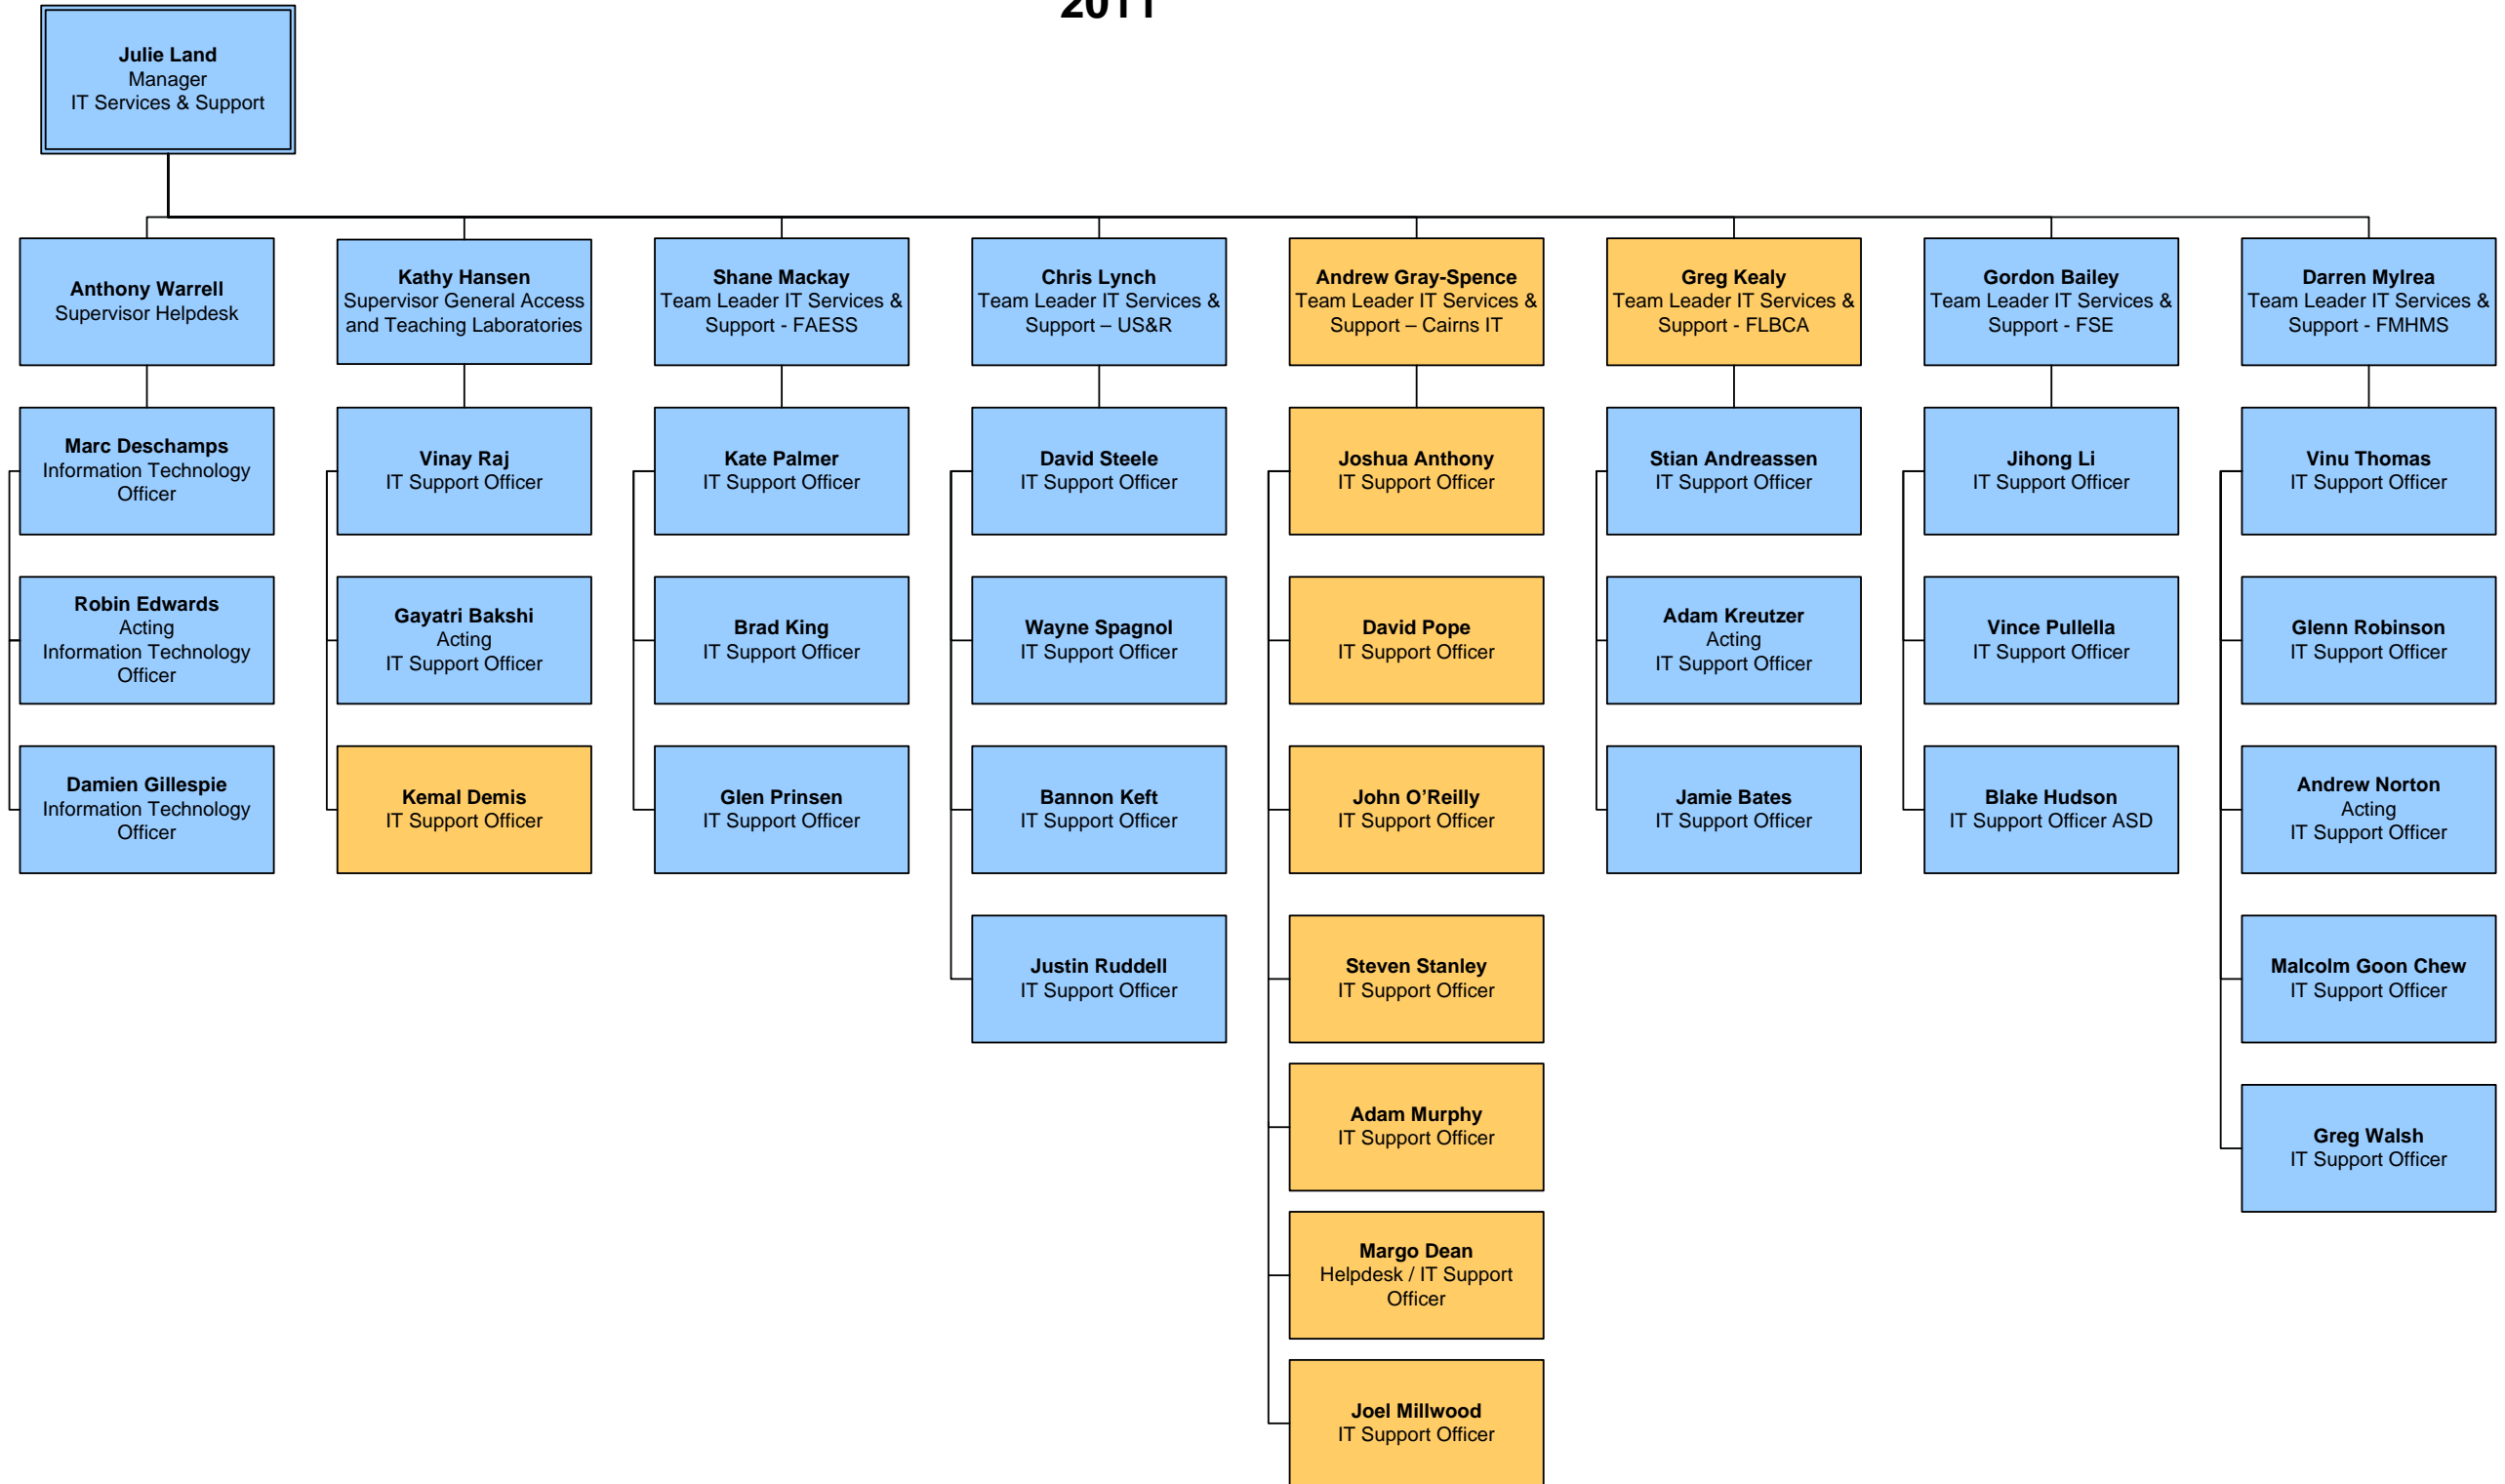 2011
Julie Land
Manager
IT Services & Support
Anthony Warrell
Supervisor Helpdesk
Kathy Hansen
Supervisor General Access
and Teaching Laboratories
Shane Mackay
Team Leader IT Services &
Support - FAESS
Chris Lynch
Team Leader IT Services &
Support – US&R
Andrew Gray-Spence
Team Leader IT Services &
Support – Cairns IT
Greg Kealy
Team Leader IT Services &
Support - FLBCA
Gordon Bailey
Team Leader IT Services &
Support - FSE
Darren Mylrea
Team Leader IT Services &
Support - FMHMS
Marc Deschamps
Information Technology
Officer
Vinay Raj
IT Support Officer
Kate Palmer
IT Support Officer
David Steele
IT Support Officer
Joshua Anthony
IT Support Officer
Stian Andreassen
IT Support Officer
Jihong Li
IT Support Officer
Vinu Thomas
IT Support Officer
Robin Edwards
Acting
Information Technology
Officer
Gayatri Bakshi
Acting
IT Support Officer
Brad King
IT Support Officer
Wayne Spagnol
IT Support Officer
David Pope
IT Support Officer
Adam Kreutzer
Acting
IT Support Officer
Vince Pullella
IT Support Officer
Glenn Robinson
IT Support Officer
Damien Gillespie
Information Technology
Officer
Kemal Demis
IT Support Officer
Glen Prinsen
IT Support Officer
Bannon Keft
IT Support Officer
John O’Reilly
IT Support Officer
Jamie Bates
IT Support Officer
Blake Hudson
IT Support Officer ASD
Andrew Norton
Acting
IT Support Officer
Justin Ruddell
IT Support Officer
Steven Stanley
IT Support Officer
Malcolm Goon Chew
IT Support Officer
Adam Murphy
IT Support Officer
Greg Walsh
IT Support Officer
Margo Dean
Helpdesk / IT Support
Officer
Joel Millwood
IT Support Officer